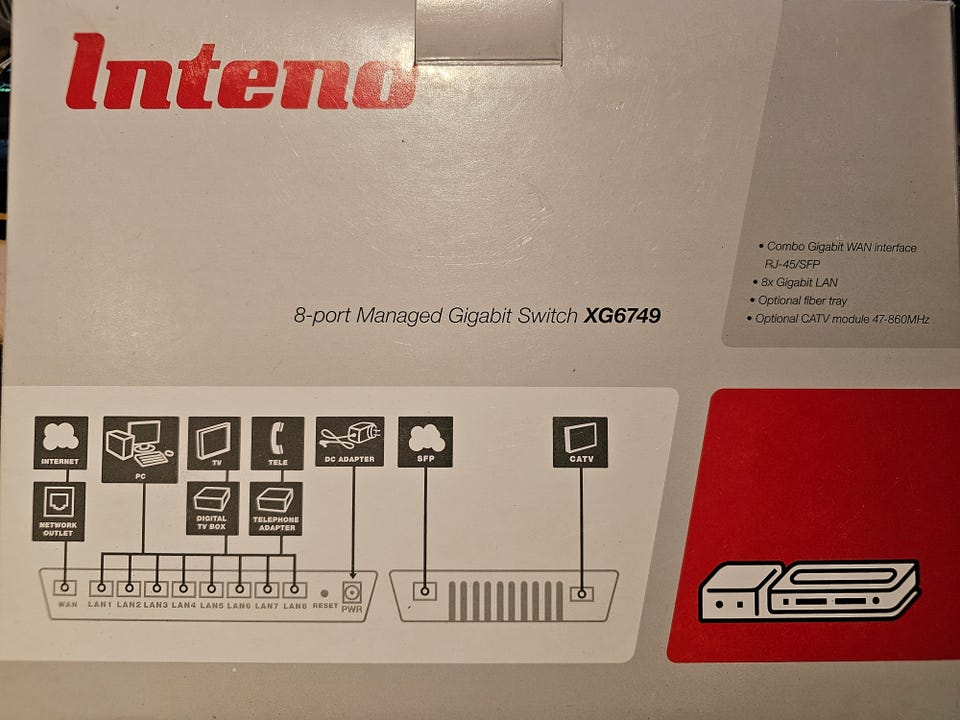 Inteno
• Combo Gigabit WAN interface
RJ-45/SFP
• 8x Gigabit LAN
• Optional fiber tray
• Optional CATV module 47-860MHz
8-port Managed Gigabit Switch XG6749
INTERNET
PC
TV
TELE
DC ADAPTER
SFP
CATV
NETWORK
OUTLET
DIGITAL
TV BOX
TELEPHONE
ADAPTER
WAN LAN1 LAN2 LAN3 LAN4 LAN5 LAN6 LAN7 LAN8 RESET PWR